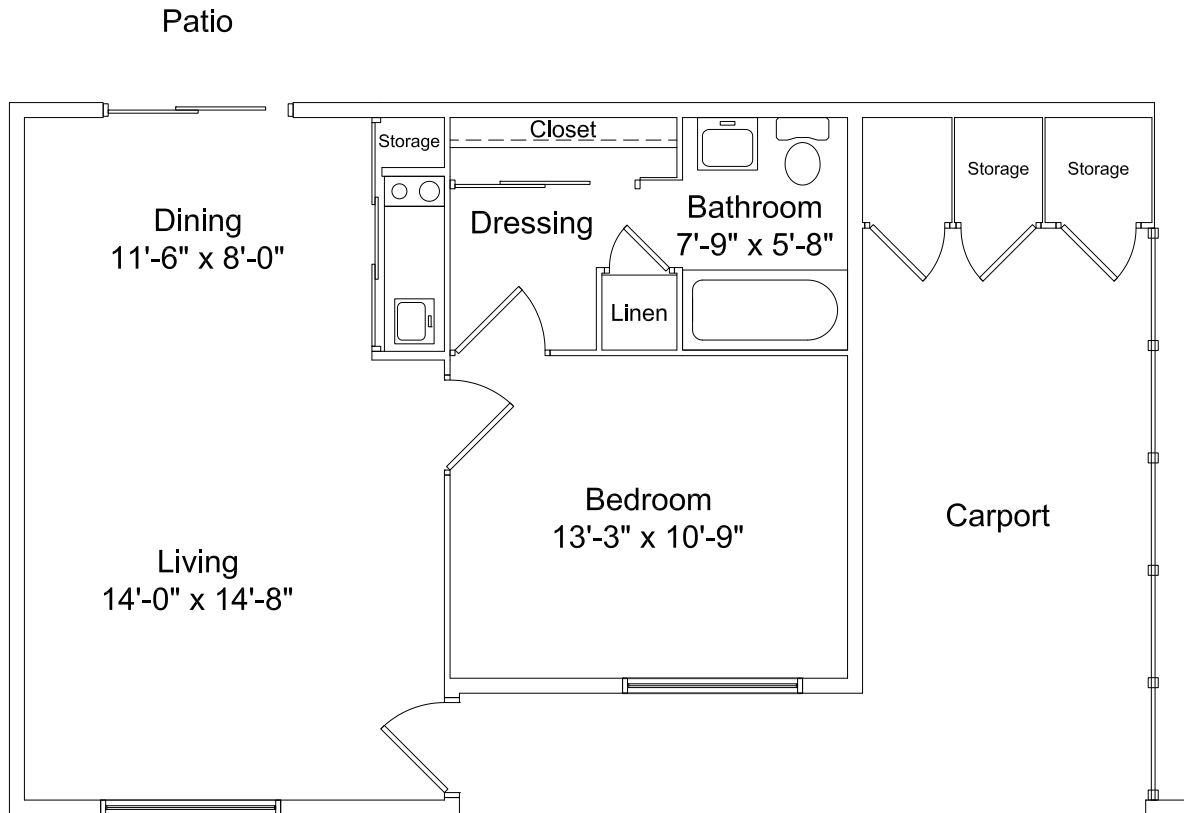 Patio
Storage
Closet
Storage
Storage
Dining
11'-6" x 8'-0"
Dressing
Bathroom
7'-9" x 5'-8"
Linen
Bedroom
13'-3" x 10'-9"
Carport
Living
14'-0" x 14'-8"